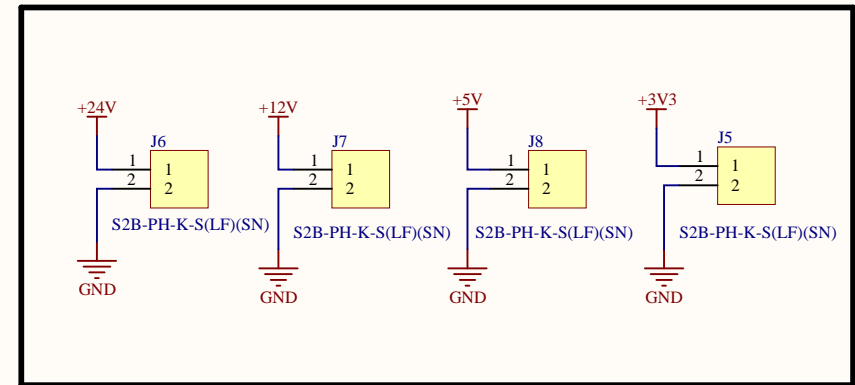 +24V
J6
1 1
2 2
S2B-PH-K-S(LF)(SN)
GND
+12V
J7
1 1
2 2
S2B-PH-K-S(LF)(SN)
GND
+5V
J8
1 1
2 2
S2B-PH-K-S(LF)(SN)
GND
+3V3
J5
1 1
2 2
S2B-PH-K-S(LF)(SN)
GND